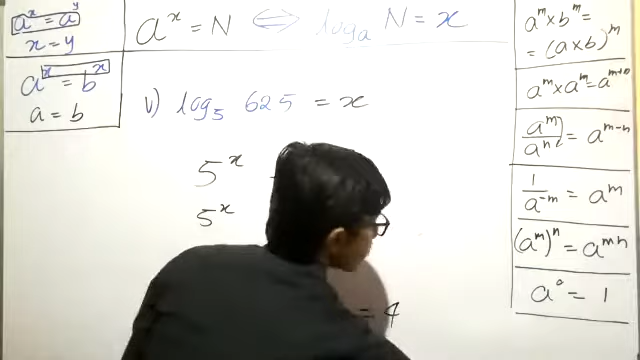 a^x = a^y
x = y
a^x = b^x
a = b
a^x = N ⟺ log_a N = x
v) log_5 625 = x
5^x
5^x
= 4
a^m × b^m =
= (a × b)^m
a^m × a^m = a^{m+n}
a^m / a^n = a^{m-n}
1 / a^{-m} = a^m
(a^m)^n = a^{mn}
a^0 = 1